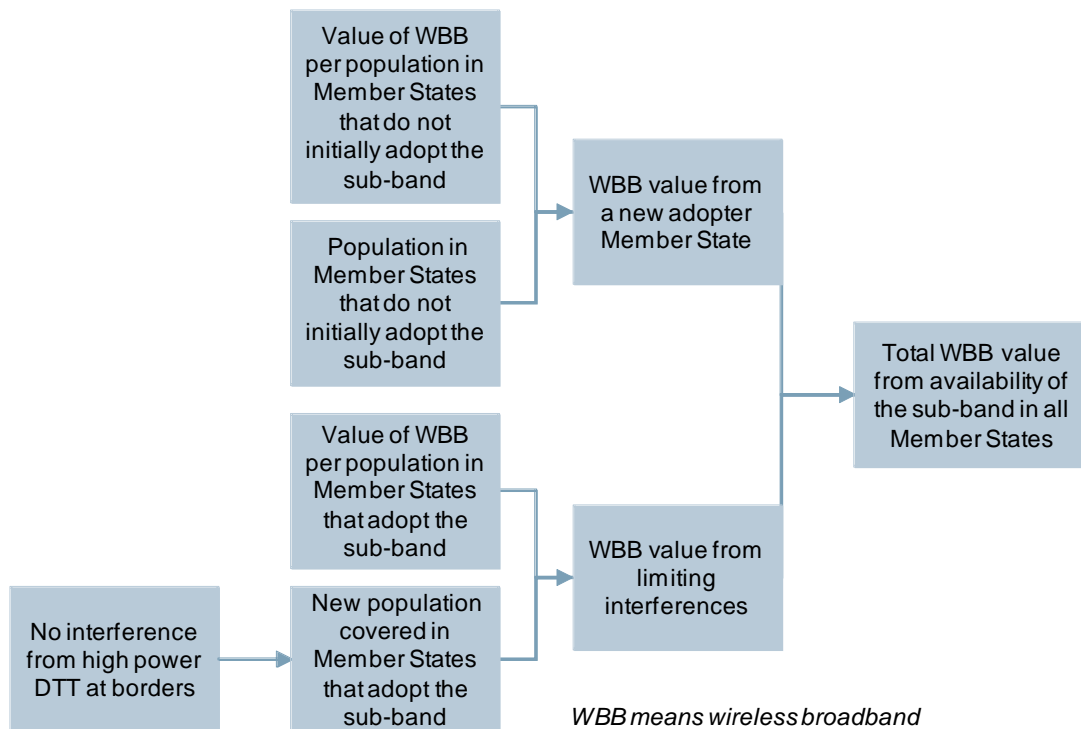 Value of WBB
per population in
Member States
that do not
initially adopt the
sub-band
Population in
Member States
that do not
initially adopt the
sub-band
WBB value from
a new adopter
Member State
Total WBB value
from availability of
the sub-band in all
Member States
Value of WBB
per population in
Member States
that adopt the
sub-band
WBB value from
limiting
interferences
No interference
from high power
DTT at borders
New population
covered in
Member States
that adopt the
sub-band
WBB means wireless broadband